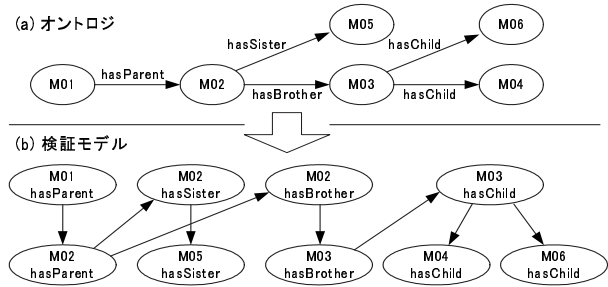 (a) オントロジ
M05
M06
hasSister
hasChild
hasParent
M01
M02
M03
M04
hasBrother
hasChild
(b) 検証モデル
M01
hasParent
M02
hasSister
M02
hasBrother
M03
hasChild
M02
hasParent
M05
hasSister
M03
hasBrother
M04
hasChild
M06
hasChild